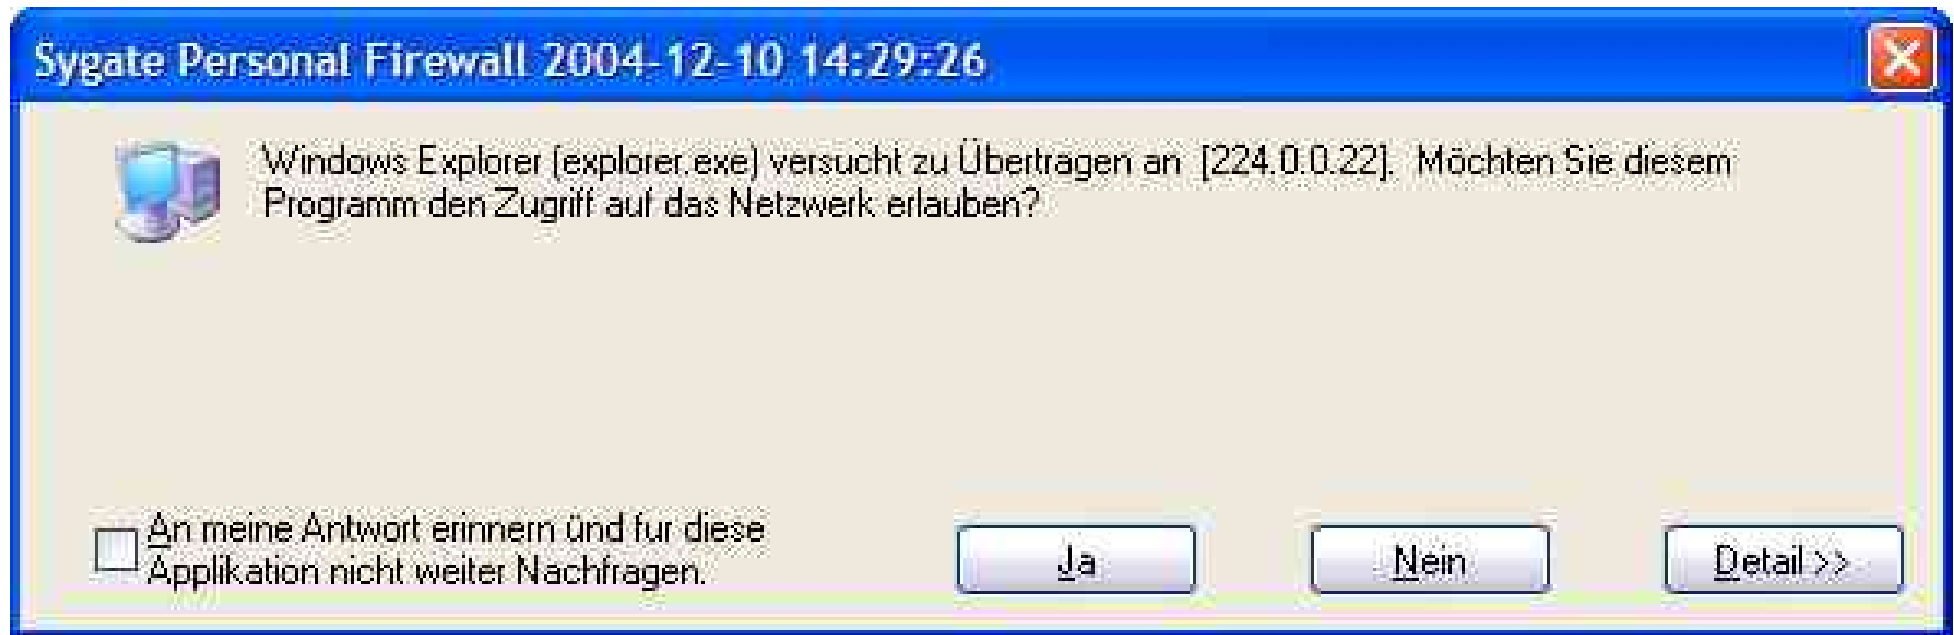 Sygate Personal Firewall 2004-12-10 14:29:26
Windows Explorer (explorer.exe) versucht zu Übertragen an [224.0.0.22]. Möchten Sie diesem
Programm den Zugriff auf das Netzwerk erlauben?
An meine Antwort erinnern ünd fur diese
Applikation nicht weiter Nachfragen.
Ja
Nein
Detail >>